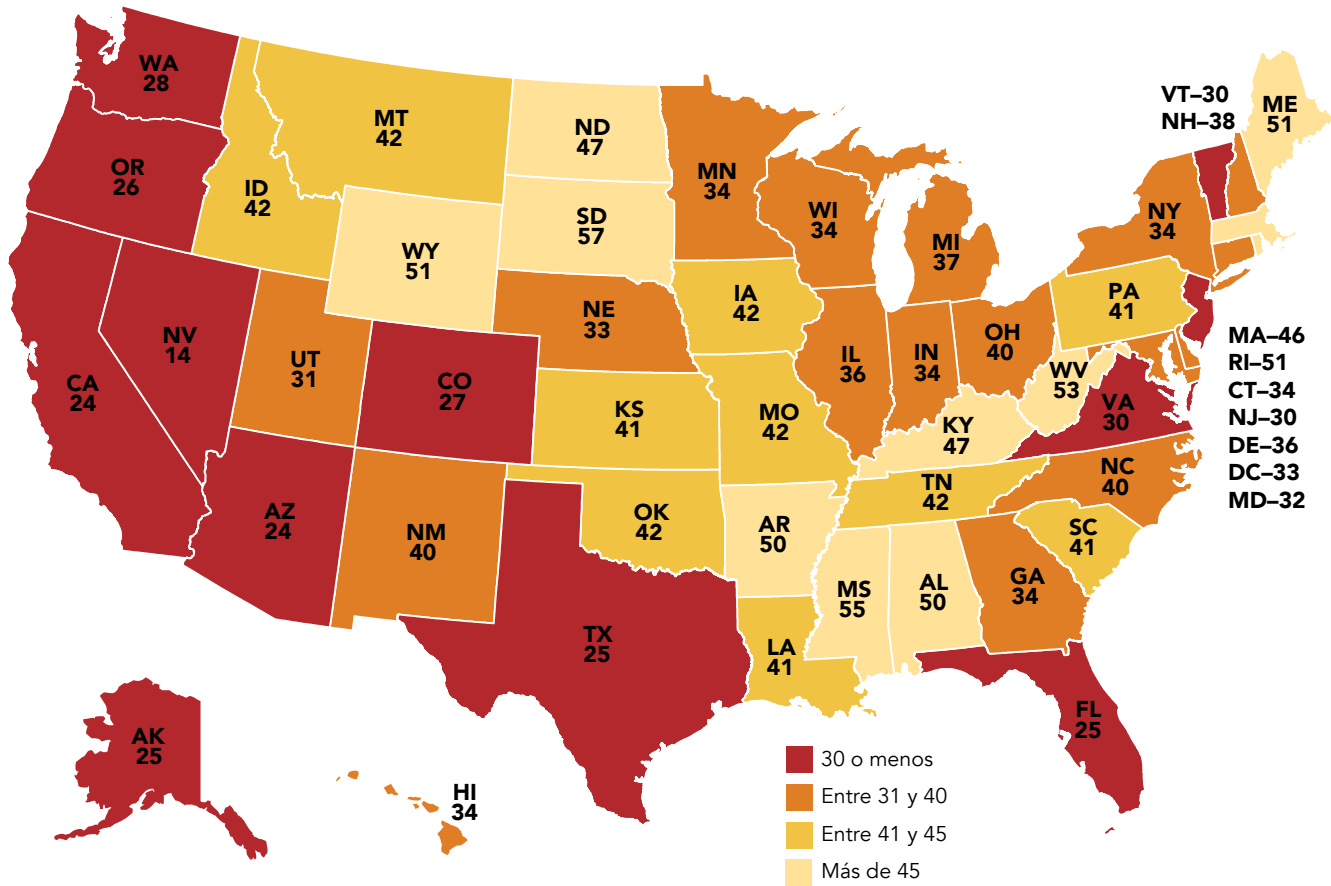 WA
28
OR
26
CA
24
NV
14
ID
42
MT
42
WY
51
UT
31
CO
27
AZ
24
NM
40
ND
47
SD
57
NE
33
KS
41
OK
42
TX
25
MN
34
IA
42
MO
42
AR
50
LA
41
WI
34
IL
36
MI
37
IN
34
OH
40
KY
47
TN
42
MS
55
AL
50
GA
34
FL
25
SC
41
NC
40
VA
30
WV
53
PA
41
NY
34
VT–30
NH–38
ME
51
MA–46
RI–51
CT–34
NJ–30
DE–36
DC–33
MD–32
AK
25
HI
34
30 o menos
Entre 31 y 40
Entre 41 y 45
Más de 45